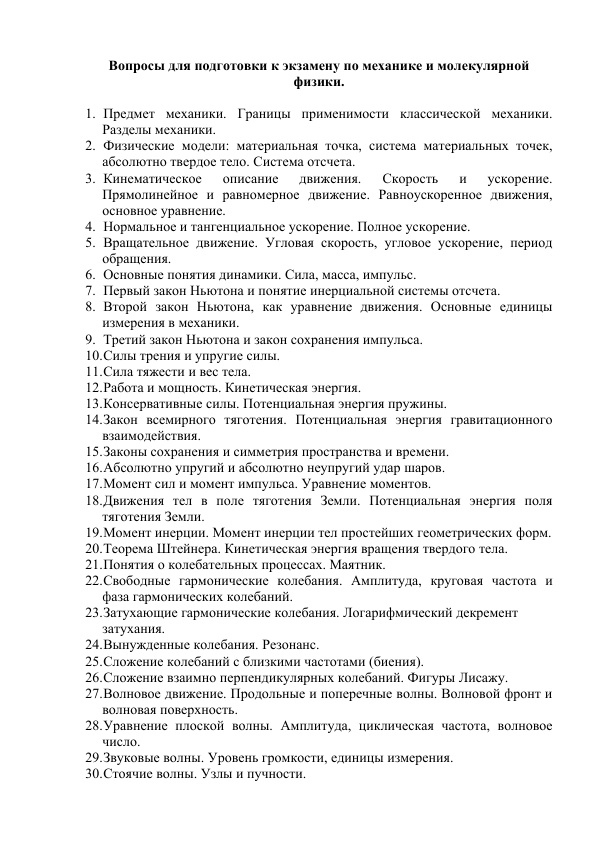 Вопросы для подготовки к экзамену по механике и молекулярной
физики.
1. Предмет механики. Границы применимости классической механики.
Разделы механики.
2. Физические модели: материальная точка, система материальных точек,
абсолютно твердое тело. Система отсчета.
3. Кинематическое описание движения. Скорость и ускорение.
Прямолинейное и равномерное движение. Равноускоренное движения,
основное уравнение.
4. Нормальное и тангенциальное ускорение. Полное ускорение.
5. Вращательное движение. Угловая скорость, угловое ускорение, период
обращения.
6. Основные понятия динамики. Сила, масса, импульс.
7. Первый закон Ньютона и понятие инерциальной системы отсчета.
8. Второй закон Ньютона, как уравнение движения. Основные единицы
измерения в механики.
9. Третий закон Ньютона и закон сохранения импульса.
10.Силы трения и упругие силы.
11.Сила тяжести и вес тела.
12.Работа и мощность. Кинетическая энергия.
13.Консервативные силы. Потенциальная энергия пружины.
14.Закон всемирного тяготения. Потенциальная энергия гравитационного
взаимодействия.
15.Законы сохранения и симметрия пространства и времени.
16.Абсолютно упругий и абсолютно неупругий удар шаров.
17.Момент сил и момент импульса. Уравнение моментов.
18.Движения тел в поле тяготения Земли. Потенциальная энергия поля
тяготения Земли.
19.Момент инерции. Момент инерции тел простейших геометрических форм.
20.Теорема Штейнера. Кинетическая энергия вращения твердого тела.
21.Понятия о колебательных процессах. Маятник.
22.Свободные гармонические колебания. Амплитуда, круговая частота и
фаза гармонических колебаний.
23.Затухающие гармонические колебания. Логарифмический декремент
затухания.
24.Вынужденные колебания. Резонанс.
25.Сложение колебаний с близкими частотами (биения).
26.Сложение взаимно перпендикулярных колебаний. Фигуры Лисажу.
27.Волновое движение. Продольные и поперечные волны. Волновой фронт и
волновая поверхность.
28.Уравнение плоской волны. Амплитуда, циклическая частота, волновое
число.
29.Звуковые волны. Уровень громкости, единицы измерения.
30.Стоячие волны. Узлы и пучности.